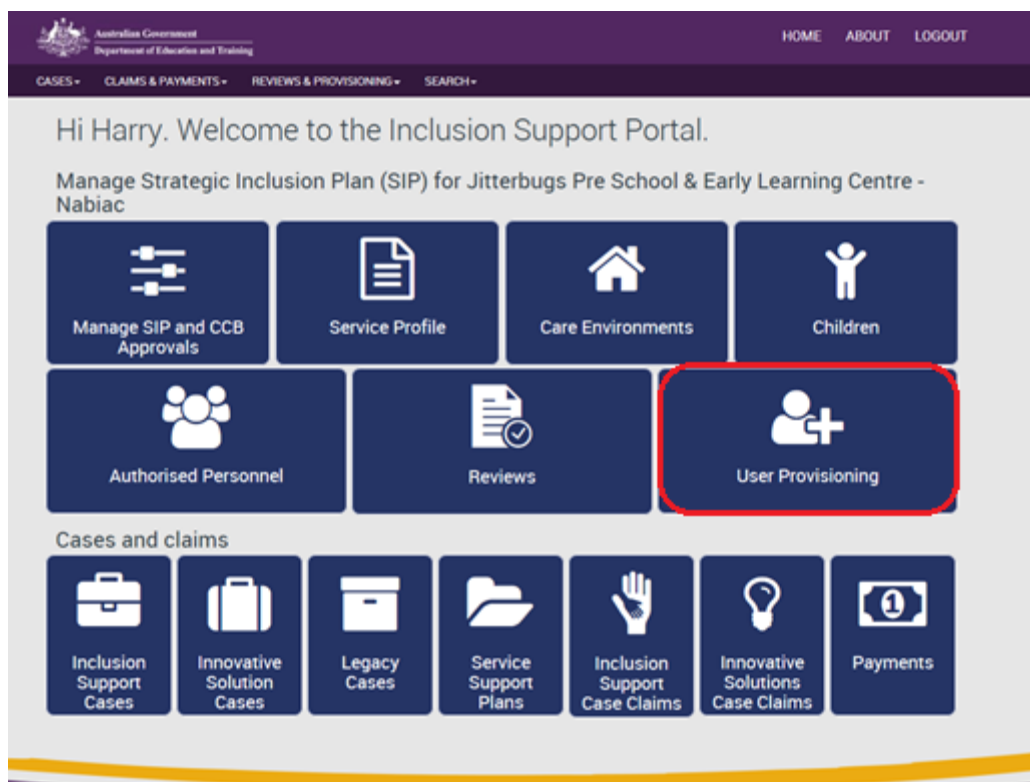 Australian Government
Department of Education and Training
HOME ABOUT LOGOUT
CASES CLAIMS & PAYMENTS REVIEWS & PROVISIONING SEARCH
Hi Harry. Welcome to the Inclusion Support Portal.
Manage Strategic Inclusion Plan (SIP) for Jitterbugs Pre School & Early Learning Centre -
Nabiac
Manage SIP and CCB
Approvals
Service Profile
Care Environments
Children
Authorised Personnel
Reviews
User Provisioning
Cases and claims
Inclusion
Support
Cases
Innovative
Solution
Cases
Legacy
Cases
Service
Support
Plans
Inclusion
Support
Case Claims
Innovative
Solutions
Case Claims
1
Payments